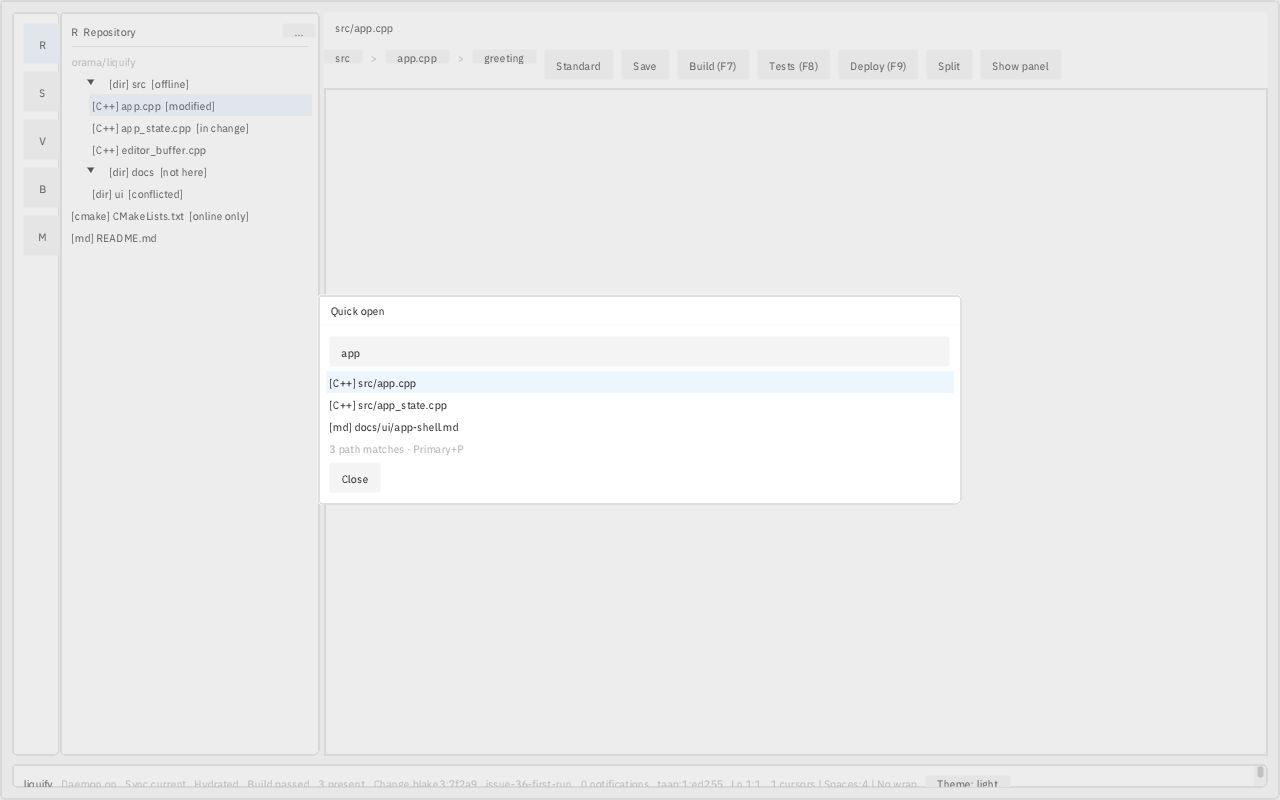 R
S
V
B
M
R Repository
...
orama/liquify
[dir] src [offline]
[C++] app.cpp [modified]
[C++] app_state.cpp [in change]
[C++] editor_buffer.cpp
[dir] docs [not here]
[dir] ui [conflicted]
[cmake] CMakeLists.txt [online only]
[md] README.md
src/app.cpp
src > app.cpp > greeting
Standard Save Build (F7) Tests (F8) Deploy (F9) Split Show panel
Quick open
app
[C++] src/app.cpp
[C++] src/app_state.cpp
[md] docs/ui/app-shell.md
3 path matches · Primary+P
Close
liquify Daemon on Sync current Hydrated Build passed 3 present Change blake3:7f2a9 issue-36-first-run 0 notifications taap:1:ed255 Ln 1:1 1 cursors | Spaces:4 | No wrap Theme: light